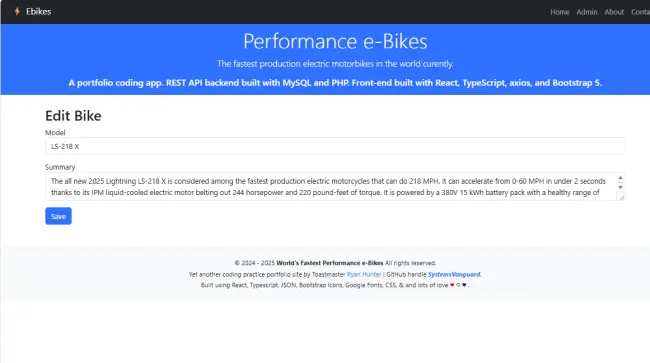 Ebikes
Home Admin About
Performance e-Bikes
The fastest production electric motorbikes in the world curently.
A portfolio coding app. REST API backend built with MySQL and PHP. Front-end built with React, TypeScript, axios, and Bootstrap 5.
Edit Bike
Model
LS-218 X
Summary
The all new 2025 Lightning LS-218 X is considered among the fastest production electric motorcycles that can do 218 MPH. It can accelerate from 0-60 MPH in under 2 seconds
thanks to its IPM liquid-cooled electric motor belting out 244 horsepower and 220 pound-feet of torque. It is powered by a 380V 15 kWh battery pack with a healthy range of
Save
© 2024 - 2025 World's Fastest Performance e-Bikes All rights reserved.
Yet another coding practice portfolio site by Toastmaster Ryan Hunter | GitHub handle SystemsVanguard.
Built using React, Typescript, JSON, Bootstrap Icons, Google Fonts, CSS, & and lots of love ♥ ♡ ♥ .